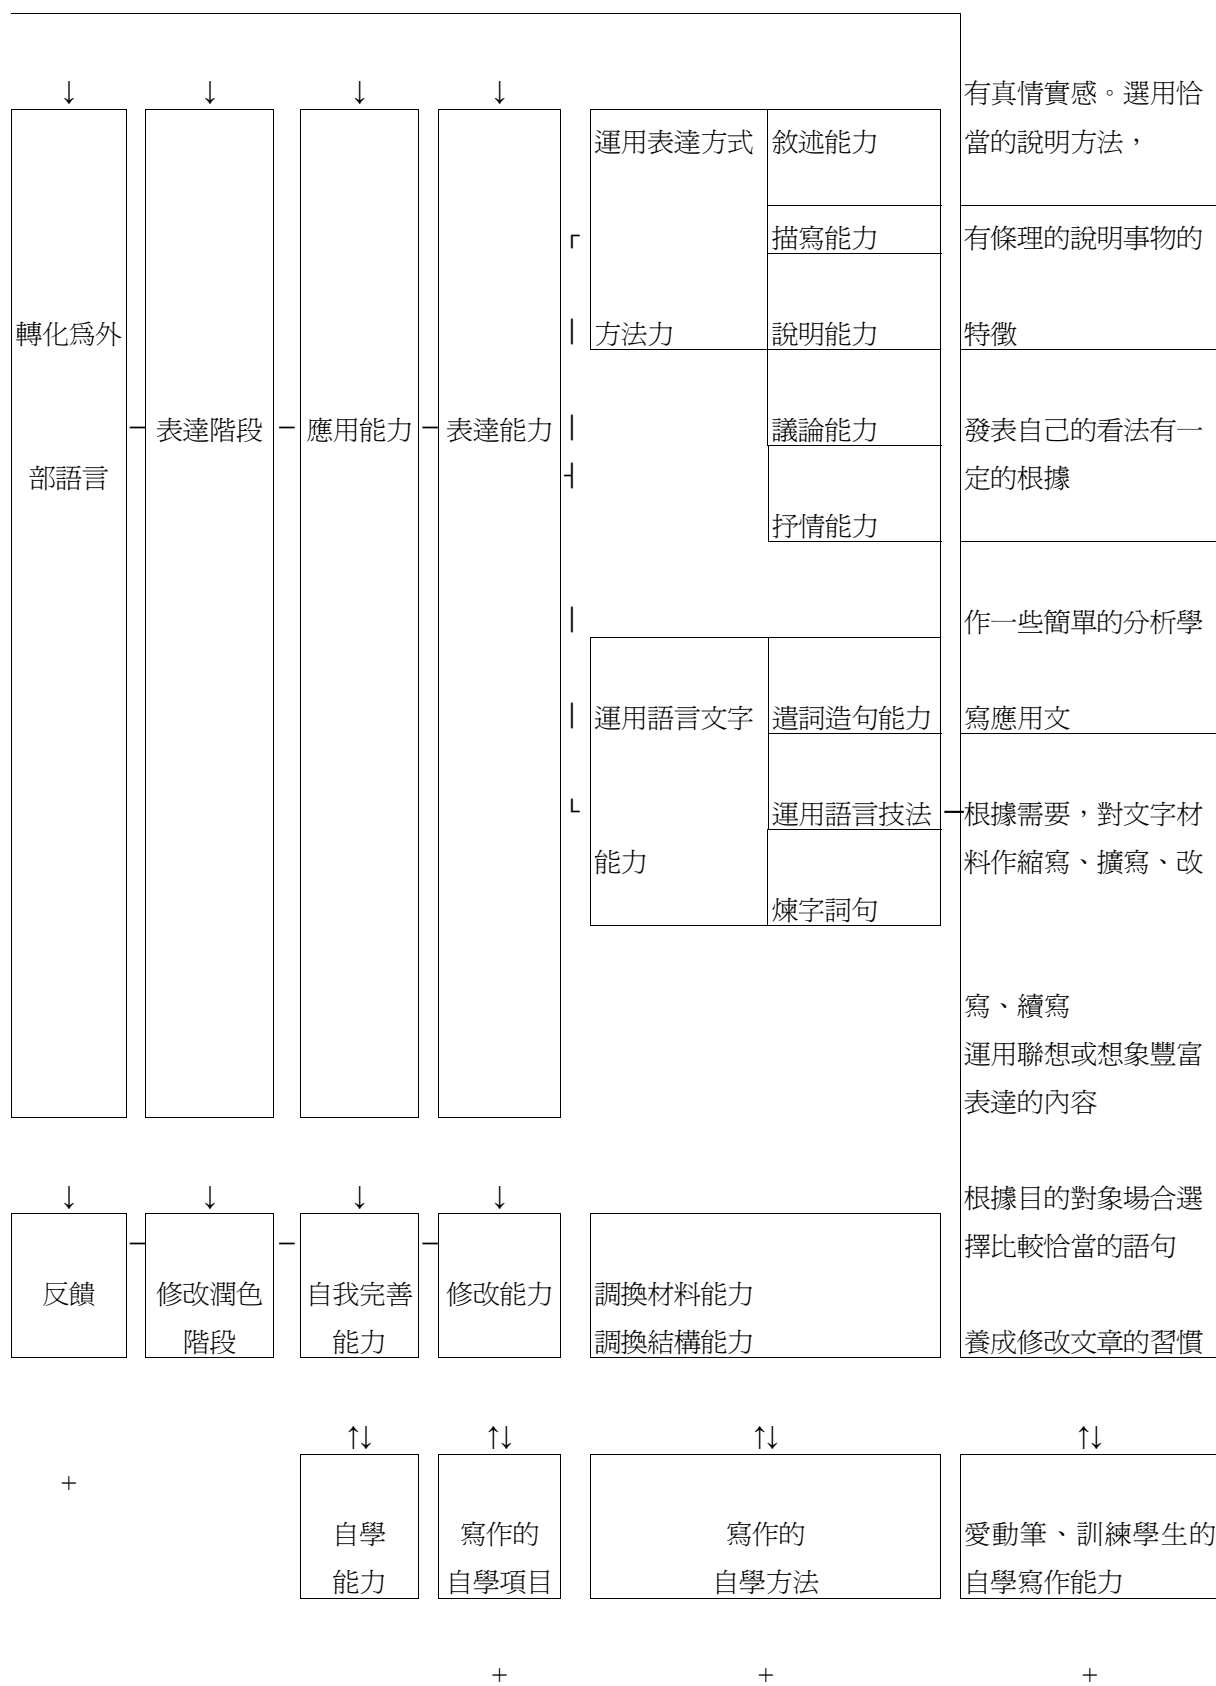 ↓ ↓ ↓ ↓ 有真情實感。選用恰
運用表達方式 敘述能力 當的說明方法，
┌ 描寫能力 有條理的說明事物的
轉化爲外 | 方法力 說明能力 特徵
─ 表達階段 ─ 應用能力 ─ 表達能力 | 議論能力 發表自己的看法有一
部語言 ┤ 定的根據
抒情能力
| 作一些簡單的分析學
| 運用語言文字 遣詞造句能力 寫應用文
└ 運用語言技法 ─ 根據需要，對文字材
能力 料作縮寫、擴寫、改
煉字詞句
寫、續寫
運用聯想或想象豐富
表達的內容
↓ ↓ ↓ ↓ 根據目的對象場合選
─ ─ ─ 擇比較恰當的語句
反饋 修改潤色 自我完善 修改能力 調換材料能力
階段 能力 調換結構能力 養成修改文章的習慣
↑↓ ↑↓ ↑↓ ↑↓
+
自學 寫作的 寫作的 愛動筆、訓練學生的
能力 自學項目 自學方法 自學寫作能力
+ + +